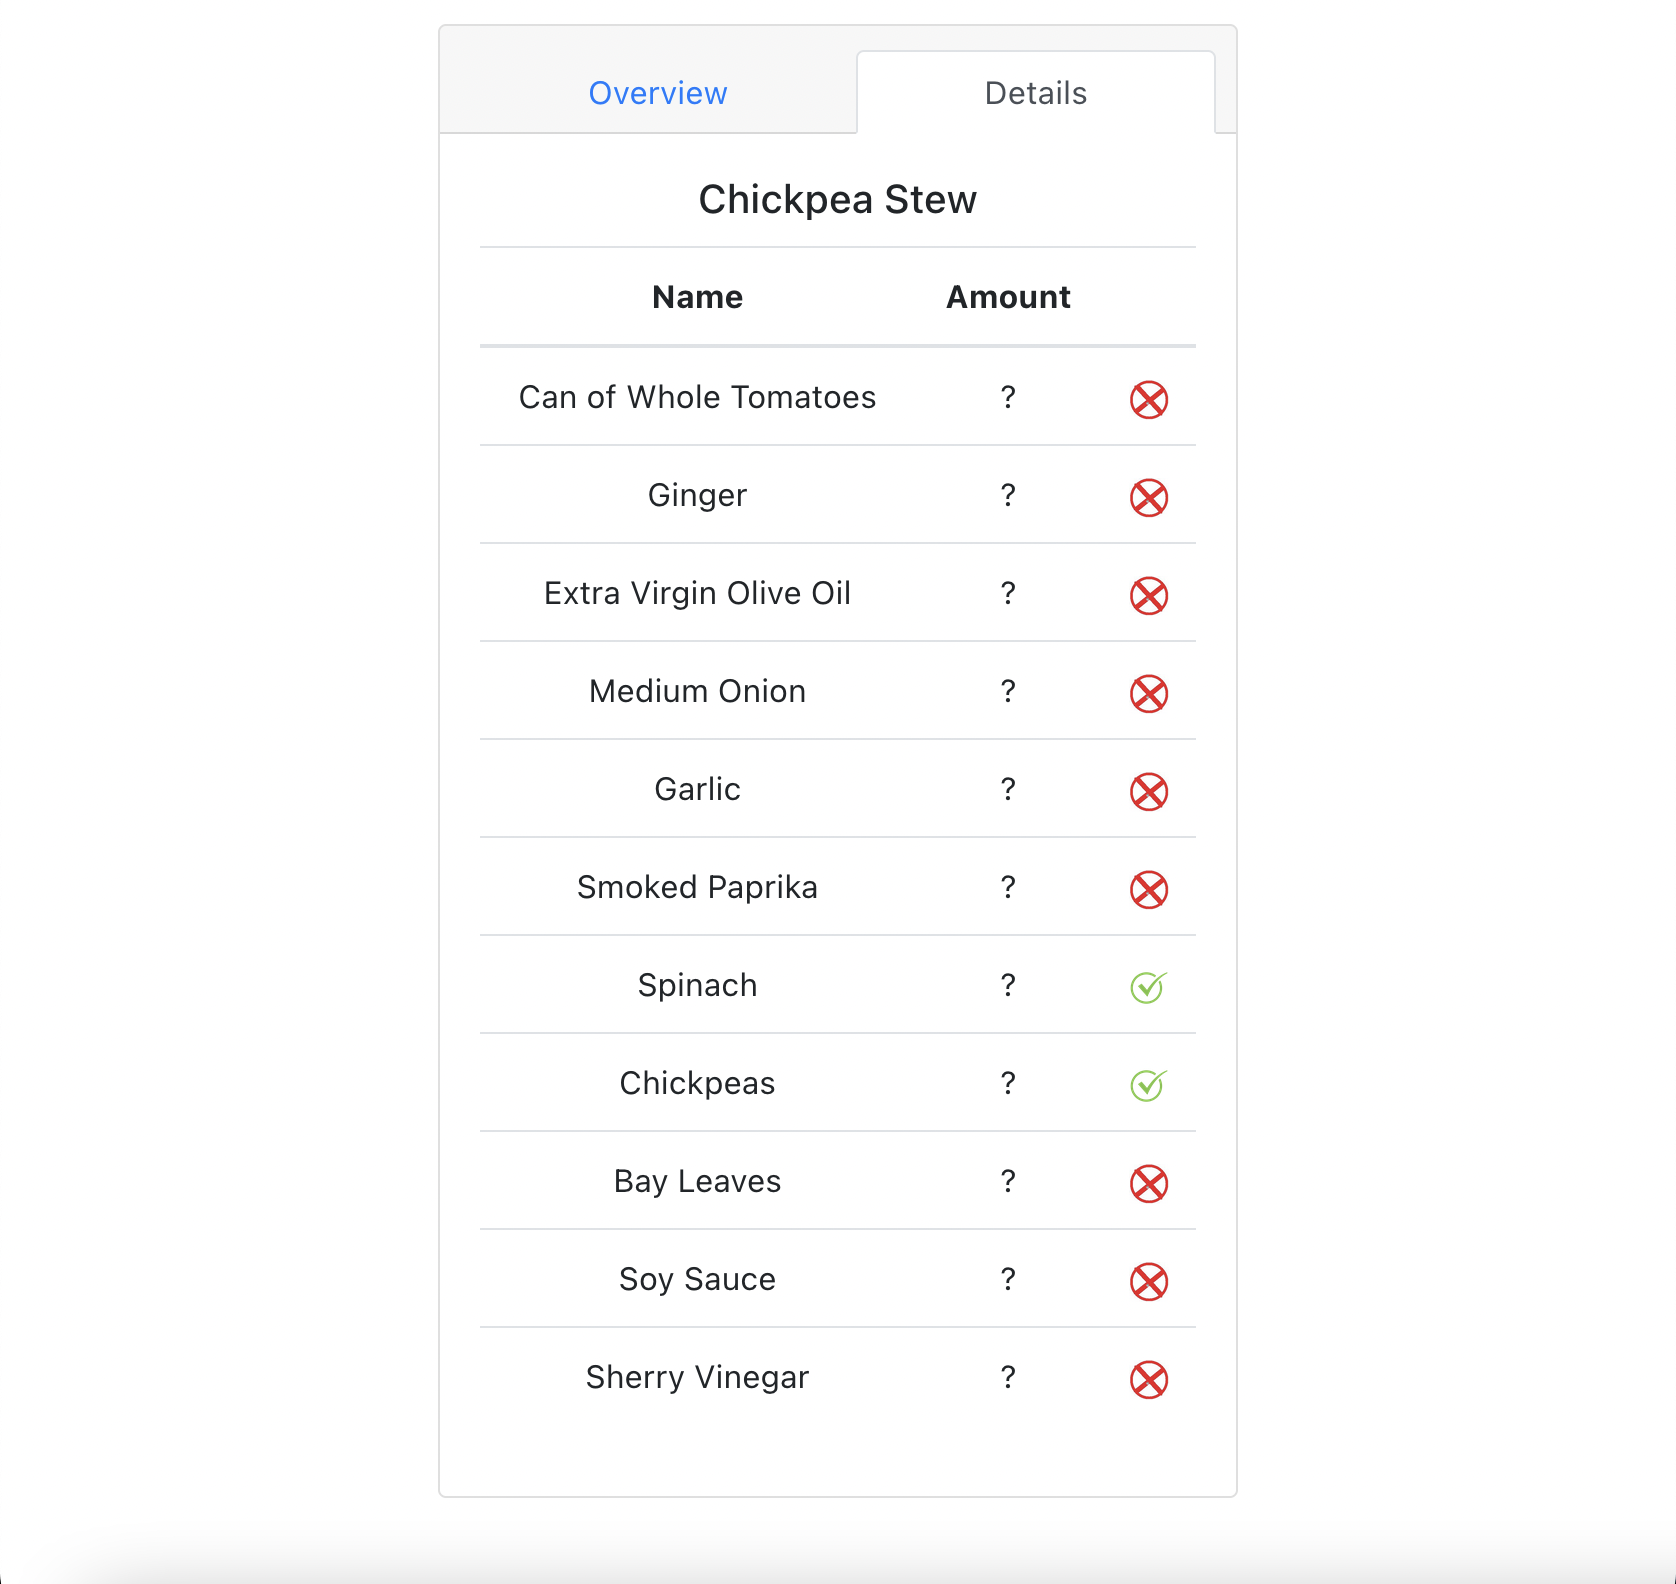 Overview Details
Chickpea Stew
Name Amount
Can of Whole Tomatoes ?
Ginger ?
Extra Virgin Olive Oil ?
Medium Onion ?
Garlic ?
Smoked Paprika ?
Spinach ?
Chickpeas ?
Bay Leaves ?
Soy Sauce ?
Sherry Vinegar ?